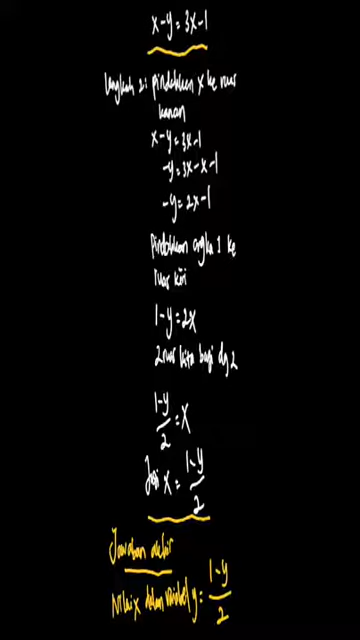 x-y=3x-1
Langkah 2: pindahkan x ke ruas
kanan
x-y=3x-1
-y=3x-x-1
-y=2x-1
pindahkan angka 1 ke
ruas kiri
1-y=2x
2 ruas kita bagi dg 2
1-y/2=x
Jadi x=1-y/2
Jawaban akhir
Nilai x dalam variabel y=1-y/2